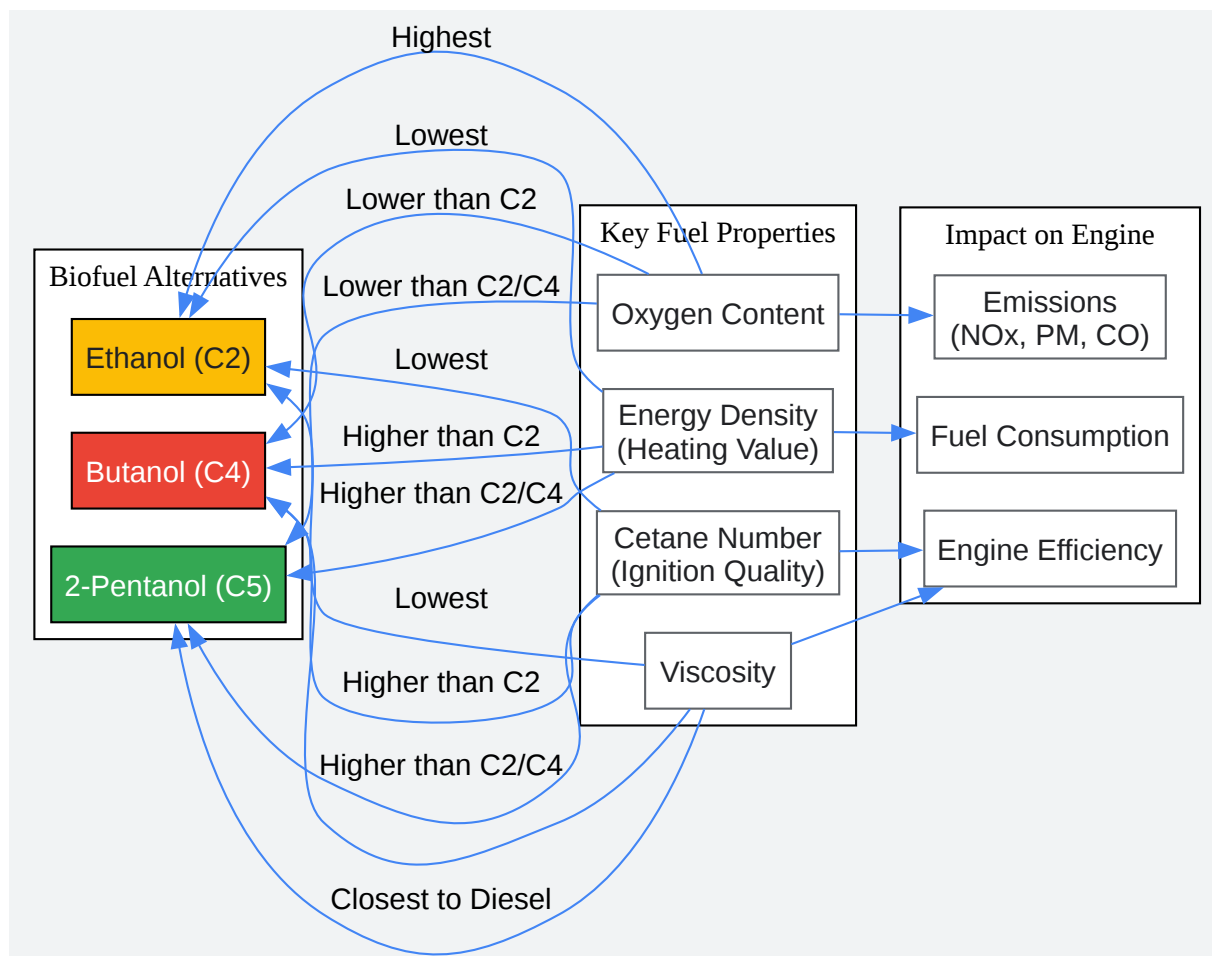 Highest
Lowest
Lower than C2
Lower than C2/C4
Lowest
Higher than C2
Higher than C2/C4
Lowest
Higher than C2
Higher than C2/C4
Closest to Diesel
Biofuel Alternatives
Ethanol (C2)
Butanol (C4)
2-Pentanol (C5)
Key Fuel Properties
Oxygen Content
Energy Density
(Heating Value)
Cetane Number
(Ignition Quality)
Viscosity
Impact on Engine
Emissions
(NOx, PM, CO)
Fuel Consumption
Engine Efficiency